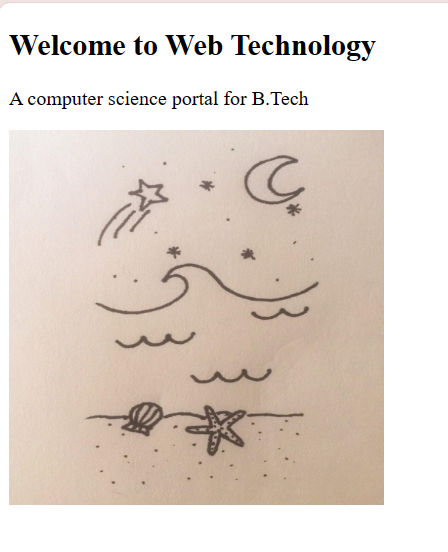 Welcome to Web Technology
A computer science portal for B.Tech